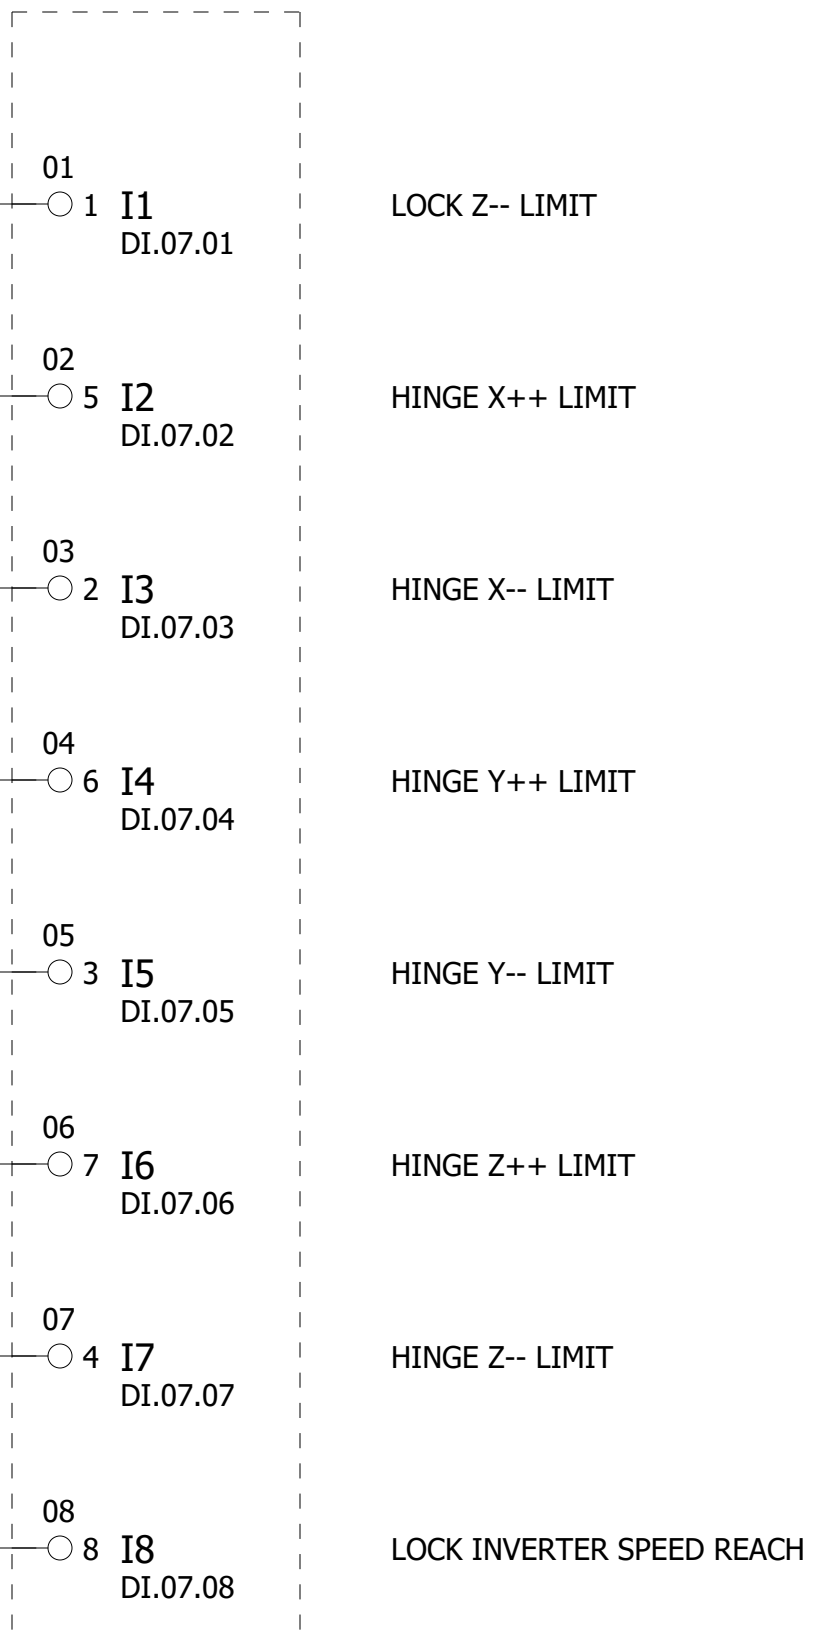 01
1 I1 LOCK Z-- LIMIT
DI.07.01
02
5 I2 HINGE X++ LIMIT
DI.07.02
03
2 I3 HINGE X-- LIMIT
DI.07.03
04
6 I4 HINGE Y++ LIMIT
DI.07.04
05
3 I5 HINGE Y-- LIMIT
DI.07.05
06
7 I6 HINGE Z++ LIMIT
DI.07.06
07
4 I7 HINGE Z-- LIMIT
DI.07.07
08
8 I8 LOCK INVERTER SPEED REACH
DI.07.08